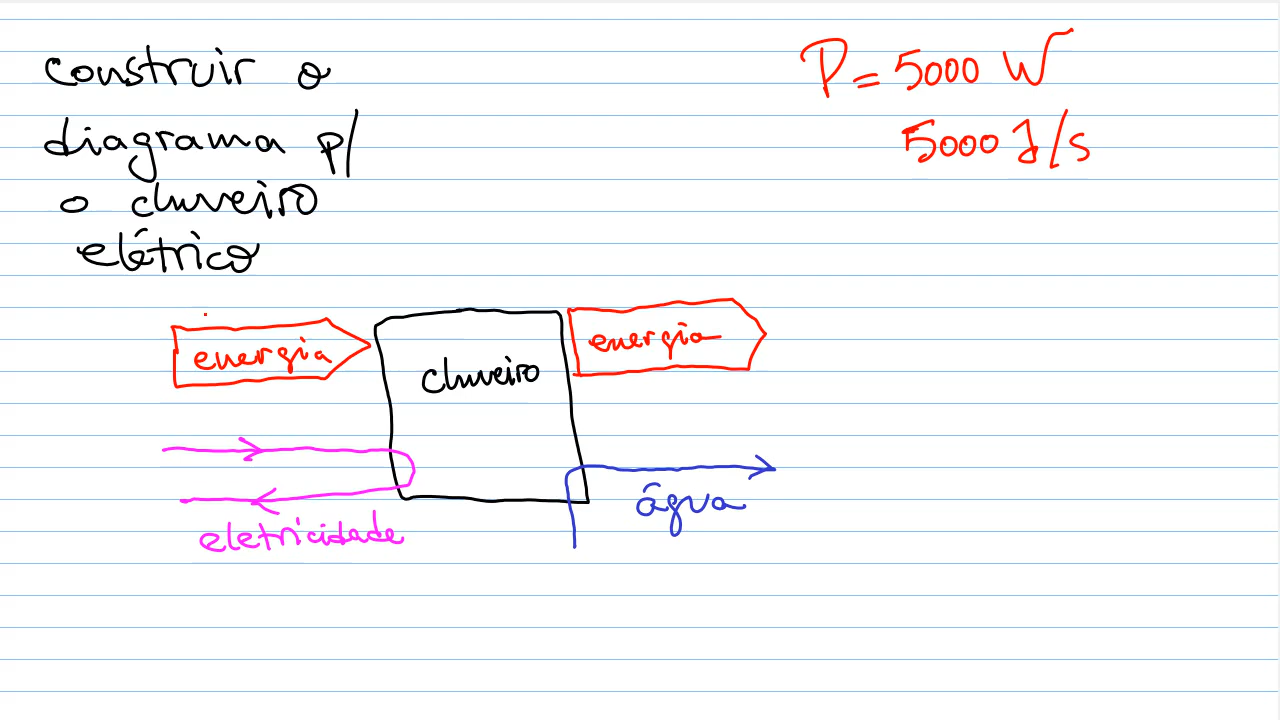 construir o
diagrama p/
o chuveiro
elétrico
P = 5000 W
5000 J/s
energia
chuveiro
energia
eletricidade
água